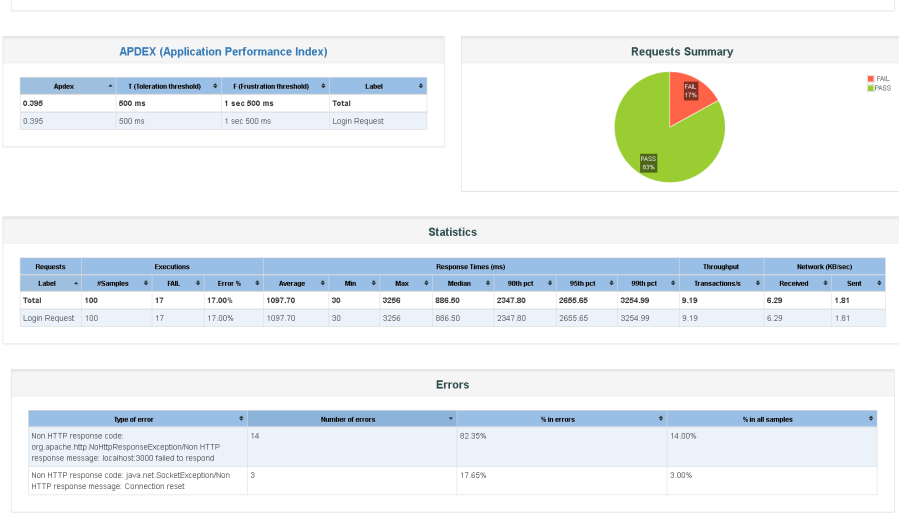 APDEX (Application Performance Index)
Apdex T (Toleration threshold) F (Frustration threshold) Label
0.395 500 ms 1 sec 500 ms Total
0.395 500 ms 1 sec 500 ms Login Request
Requests Summary
FAIL
17%
PASS
83%
FAIL
PASS
Statistics
Requests Executions Response Times (ms) Throughput Network (KB/sec)
Label #Samples FAIL Error % Average Min Max Median 90th pct 95th pct 99th pct Transactions/s Received Sent
Total 100 17 17.00% 1097.70 30 3256 886.50 2347.80 2655.65 3254.99 9.19 6.29 1.81
Login Request 100 17 17.00% 1097.70 30 3256 886.50 2347.80 2655.65 3254.99 9.19 6.29 1.81
Errors
Type of error Number of errors % in errors % in all samples
Non HTTP response code: 14 82.35% 14.00%
org.apache.http.NoHttpResponseException/Non HTTP
response message: localhost:3000 failed to respond
Non HTTP response code: java.net.SocketException/Non 3 17.65% 3.00%
HTTP response message: Connection reset